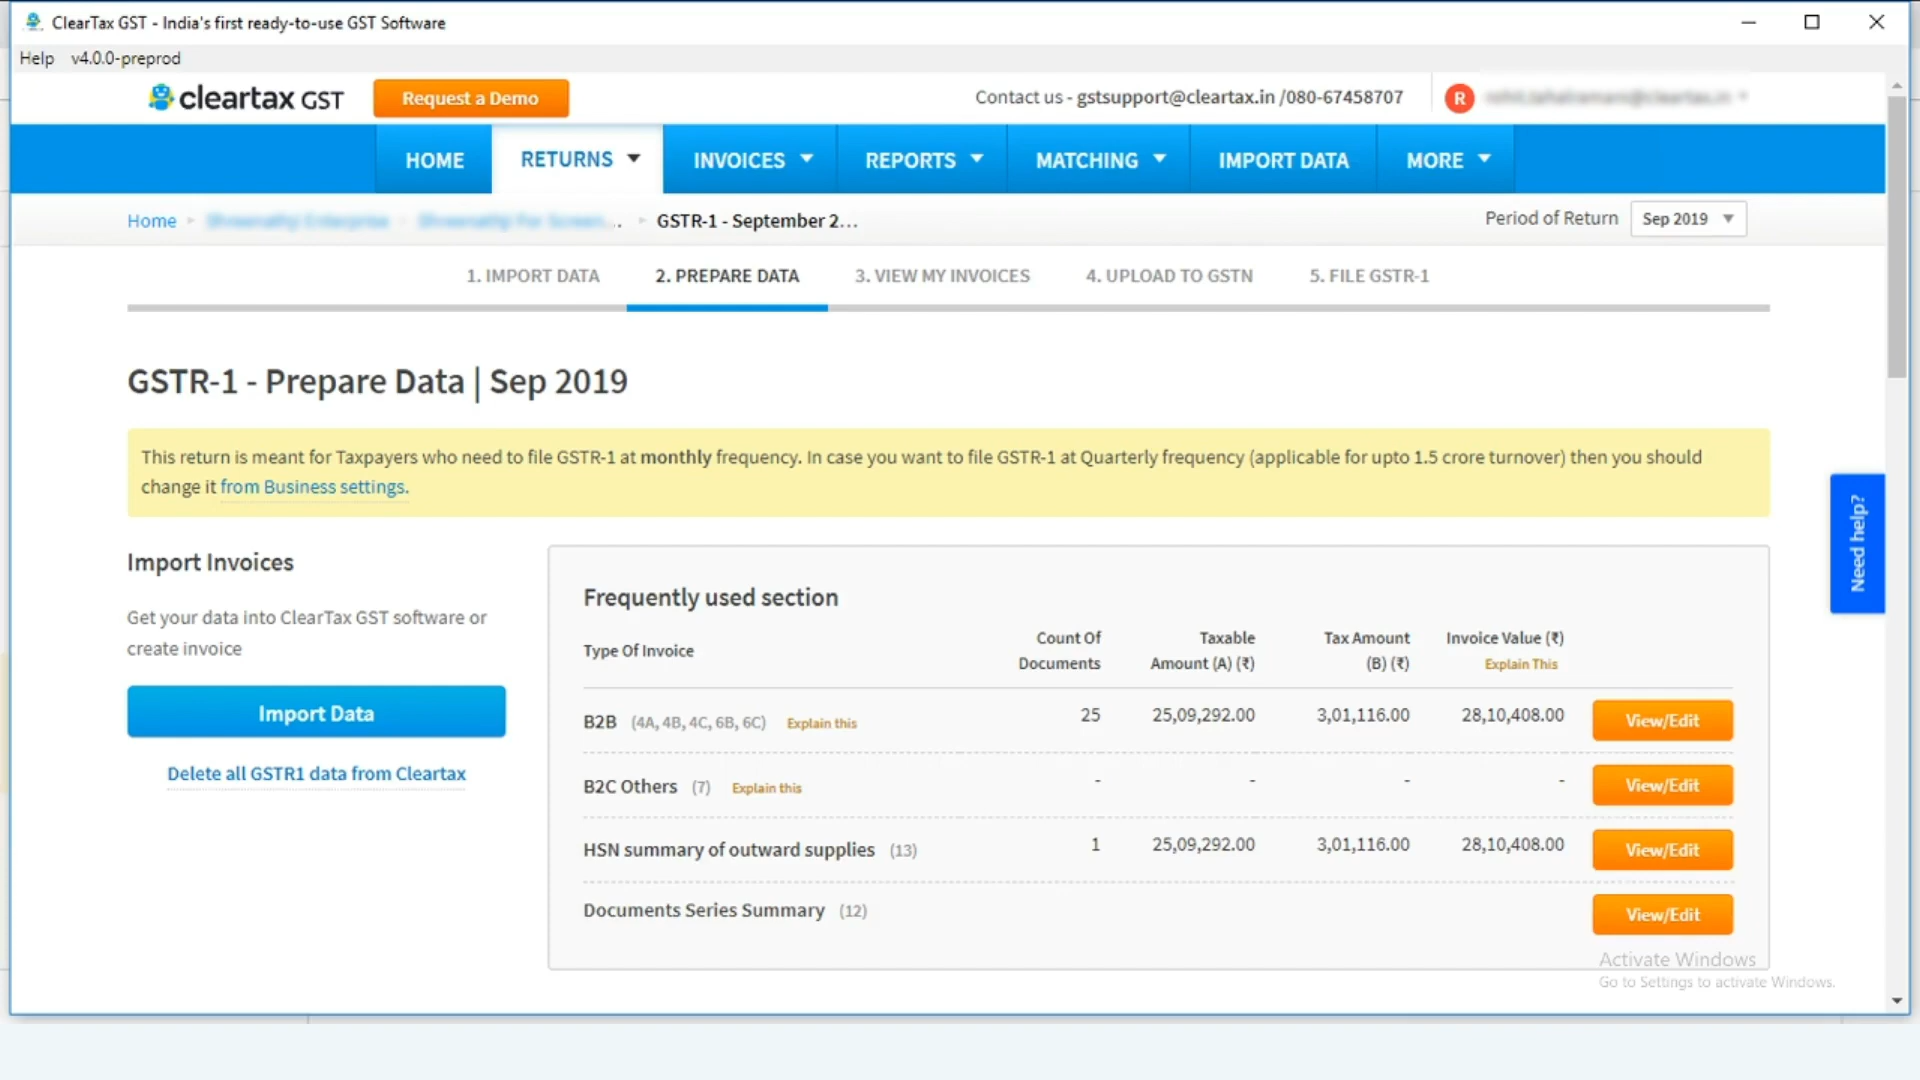 ClearTax GST - India's first ready-to-use GST Software
Help v4.0.0-preprod
cleartax GST
Request a Demo
Contact us - gstsupport@cleartax.in /080-67458707
R
HOME
RETURNS
INVOICES
REPORTS
MATCHING
IMPORT DATA
MORE
Home
GSTR-1 - September 2...
Period of Return
Sep 2019
1. IMPORT DATA
2. PREPARE DATA
3. VIEW MY INVOICES
4. UPLOAD TO GSTN
5. FILE GSTR-1
GSTR-1 - Prepare Data | Sep 2019
This return is meant for Taxpayers who need to file GSTR-1 at monthly frequency. In case you want to file GSTR-1 at Quarterly frequency (applicable for upto 1.5 crore turnover) then you should
change it from Business settings.
Need help?
Import Invoices
Get your data into ClearTax GST software or
create invoice
Import Data
Delete all GSTR1 data from Cleartax
Frequently used section
Type Of Invoice
Count Of
Documents
Taxable
Amount (A) (₹)
Tax Amount
(B) (₹)
Invoice Value (₹)
Explain This
B2B (4A, 4B, 4C, 6B, 6C) Explain this 25 25,09,292.00 3,01,116.00 28,10,408.00 View/Edit
B2C Others (7) Explain this - - - - View/Edit
HSN summary of outward supplies (13) 1 25,09,292.00 3,01,116.00 28,10,408.00 View/Edit
Documents Series Summary (12) View/Edit
Activate Windows
Go to Settings to activate Windows.